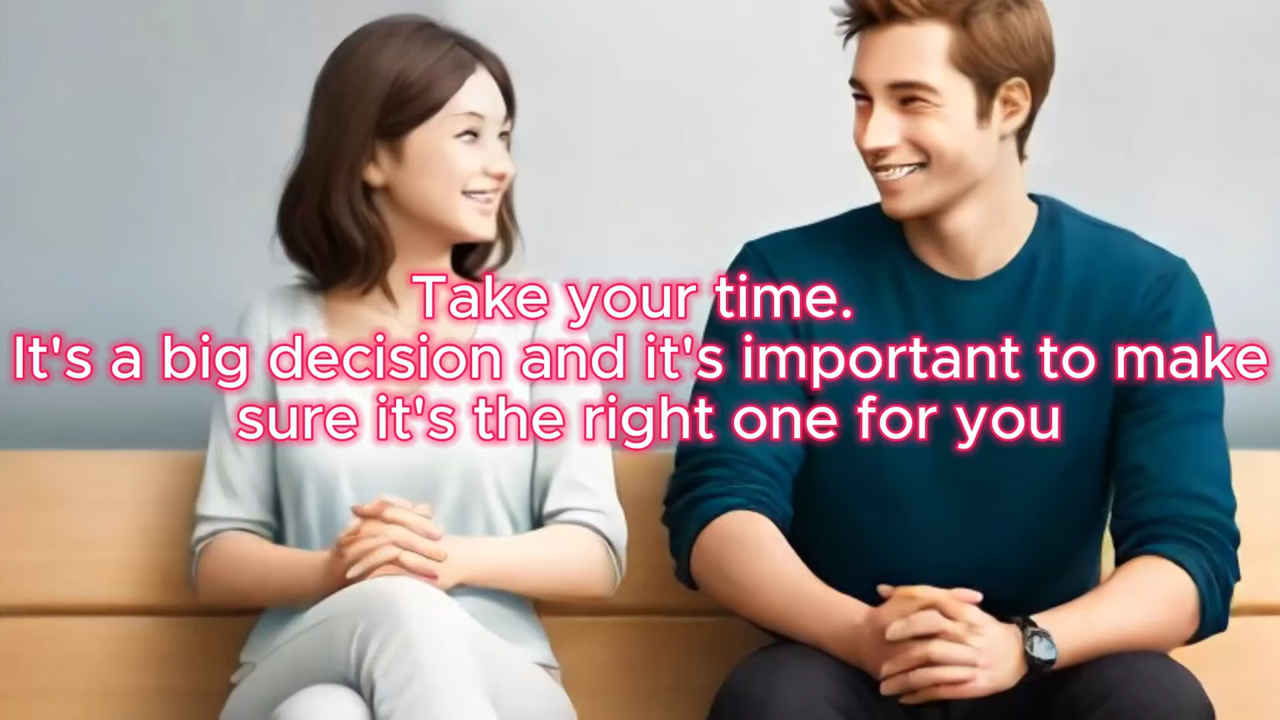 Take your time.
It's a big decision and it's important to make
sure it's the right one for you